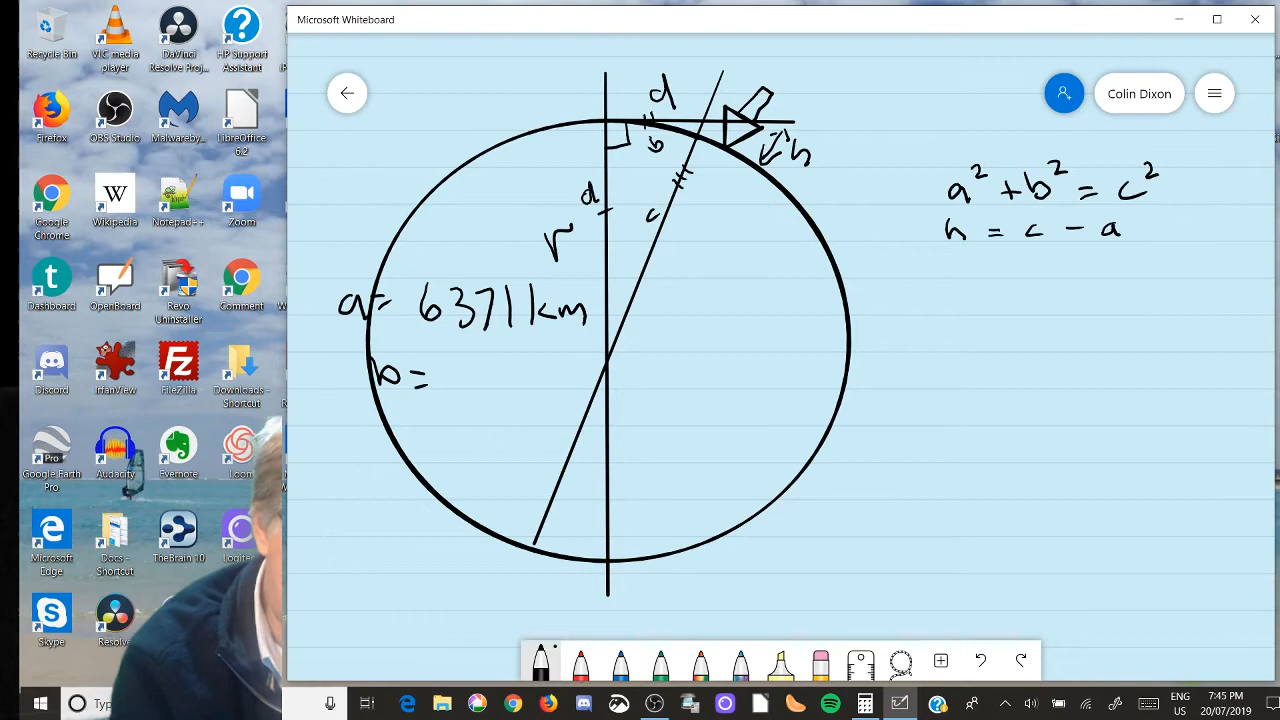 Microsoft Whiteboard
Colin Dixon
Recycle Bin
VLC media player
DaVinci Resolve Proj...
HP Support Assistant
Firefox
OBS Studio
Malwareby...
LibreOffice 6.2
Google Chrome
Wikipedia
Notepad++
Zoom
Dashboard
OpenBoard
Revo Uninstaller
Comment
Discord
IrfanView
FileZilla
Downloads - Shortcut
Google Earth Pro
Audacity
Evernote
Microsoft Edge
Docs - Shortcut
TheBrain 10
Skype
d
b
h
a
c
r
a = 6371 km
b =
a² + b² = c²
h = c - a
ENG
US
7:45 PM
20/07/2019